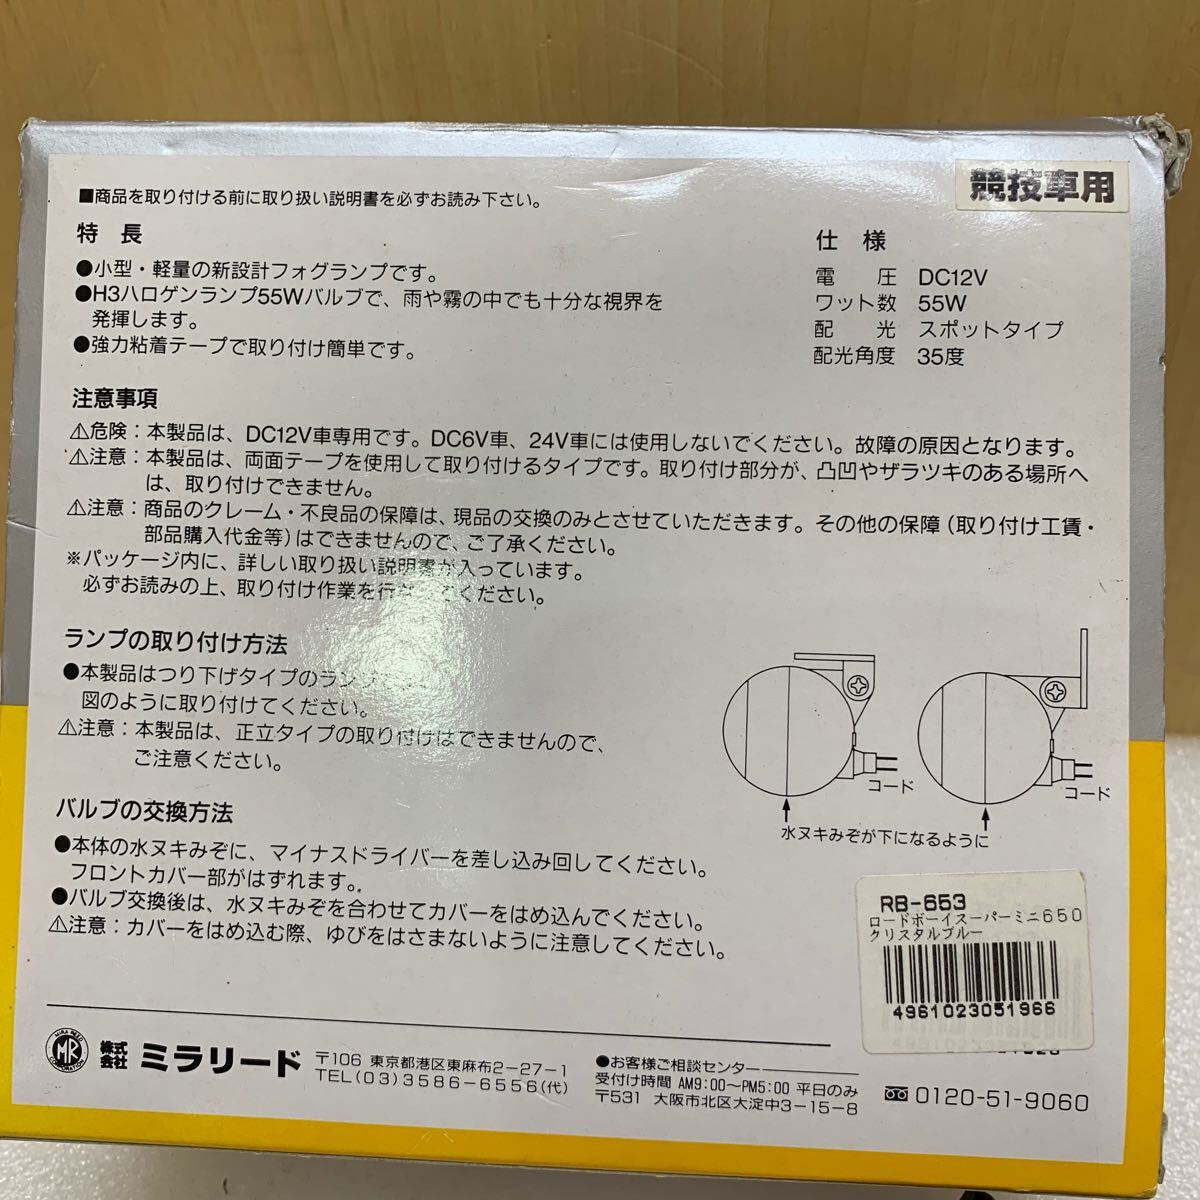 ■商品を取り付ける前に取り扱い説明書を必ずお読み下さい。
競技車用
特 長
●小型・軽量の新設計フォグランプです。
●H3ハロゲンランプ55Wバルブで、雨や霧の中でも十分な視界を
発揮します。
●強力粘着テープで取り付け簡単です。
仕 様
電 圧 DC12V
ワット数 55W
配 光 スポットタイプ
配光角度 35度
注意事項
⚠危険：本製品は、DC12V車専用です。DC6V車、24V車には使用しないでください。故障の原因となります。
⚠注意：本製品は、両面テープを使用して取り付けるタイプです。取り付け部分が、凸凹やザラツキのある場所へ
は、取り付けできません。
⚠注意：商品のクレーム・不良品の保障は、現品の交換のみとさせていただきます。その他の保障（取り付け工賃・
部品購入代金等）はできませんので、ご了承ください。
※パッケージ内に、詳しい取り扱い説明書が入っています。
必ずお読みの上、取り付け作業を行 ください。
ランプの取り付け方法
●本製品はつり下げタイプのランプ
図のように取り付けてください。
⚠注意：本製品は、正立タイプの取り付けはできませんので、
ご注意ください。
コード
コード
水ヌキみぞが下になるように
バルブの交換方法
●本体の水ヌキみぞに、マイナスドライバーを差し込み回してください。
フロントカバー部がはずれます。
●バルブ交換後は、水ヌキみぞを合わせてカバーをはめ込んでください。
⚠注意：カバーをはめ込む際、ゆびをはさまないように注意してください。
RB-653
ロードボーイスーパーミニ650
クリスタルブルー
4961023051966
MIRA REED
MR
CORPORATION
株式会社 ミラリード
〒106 東京都港区東麻布2-27-1
TEL(03)3586-6556(代)
●お客様ご相談センター
受付け時間 AM9:00〜PM5:00 平日のみ
〒531 大阪市北区大淀中3-15-8
0120-51-9060